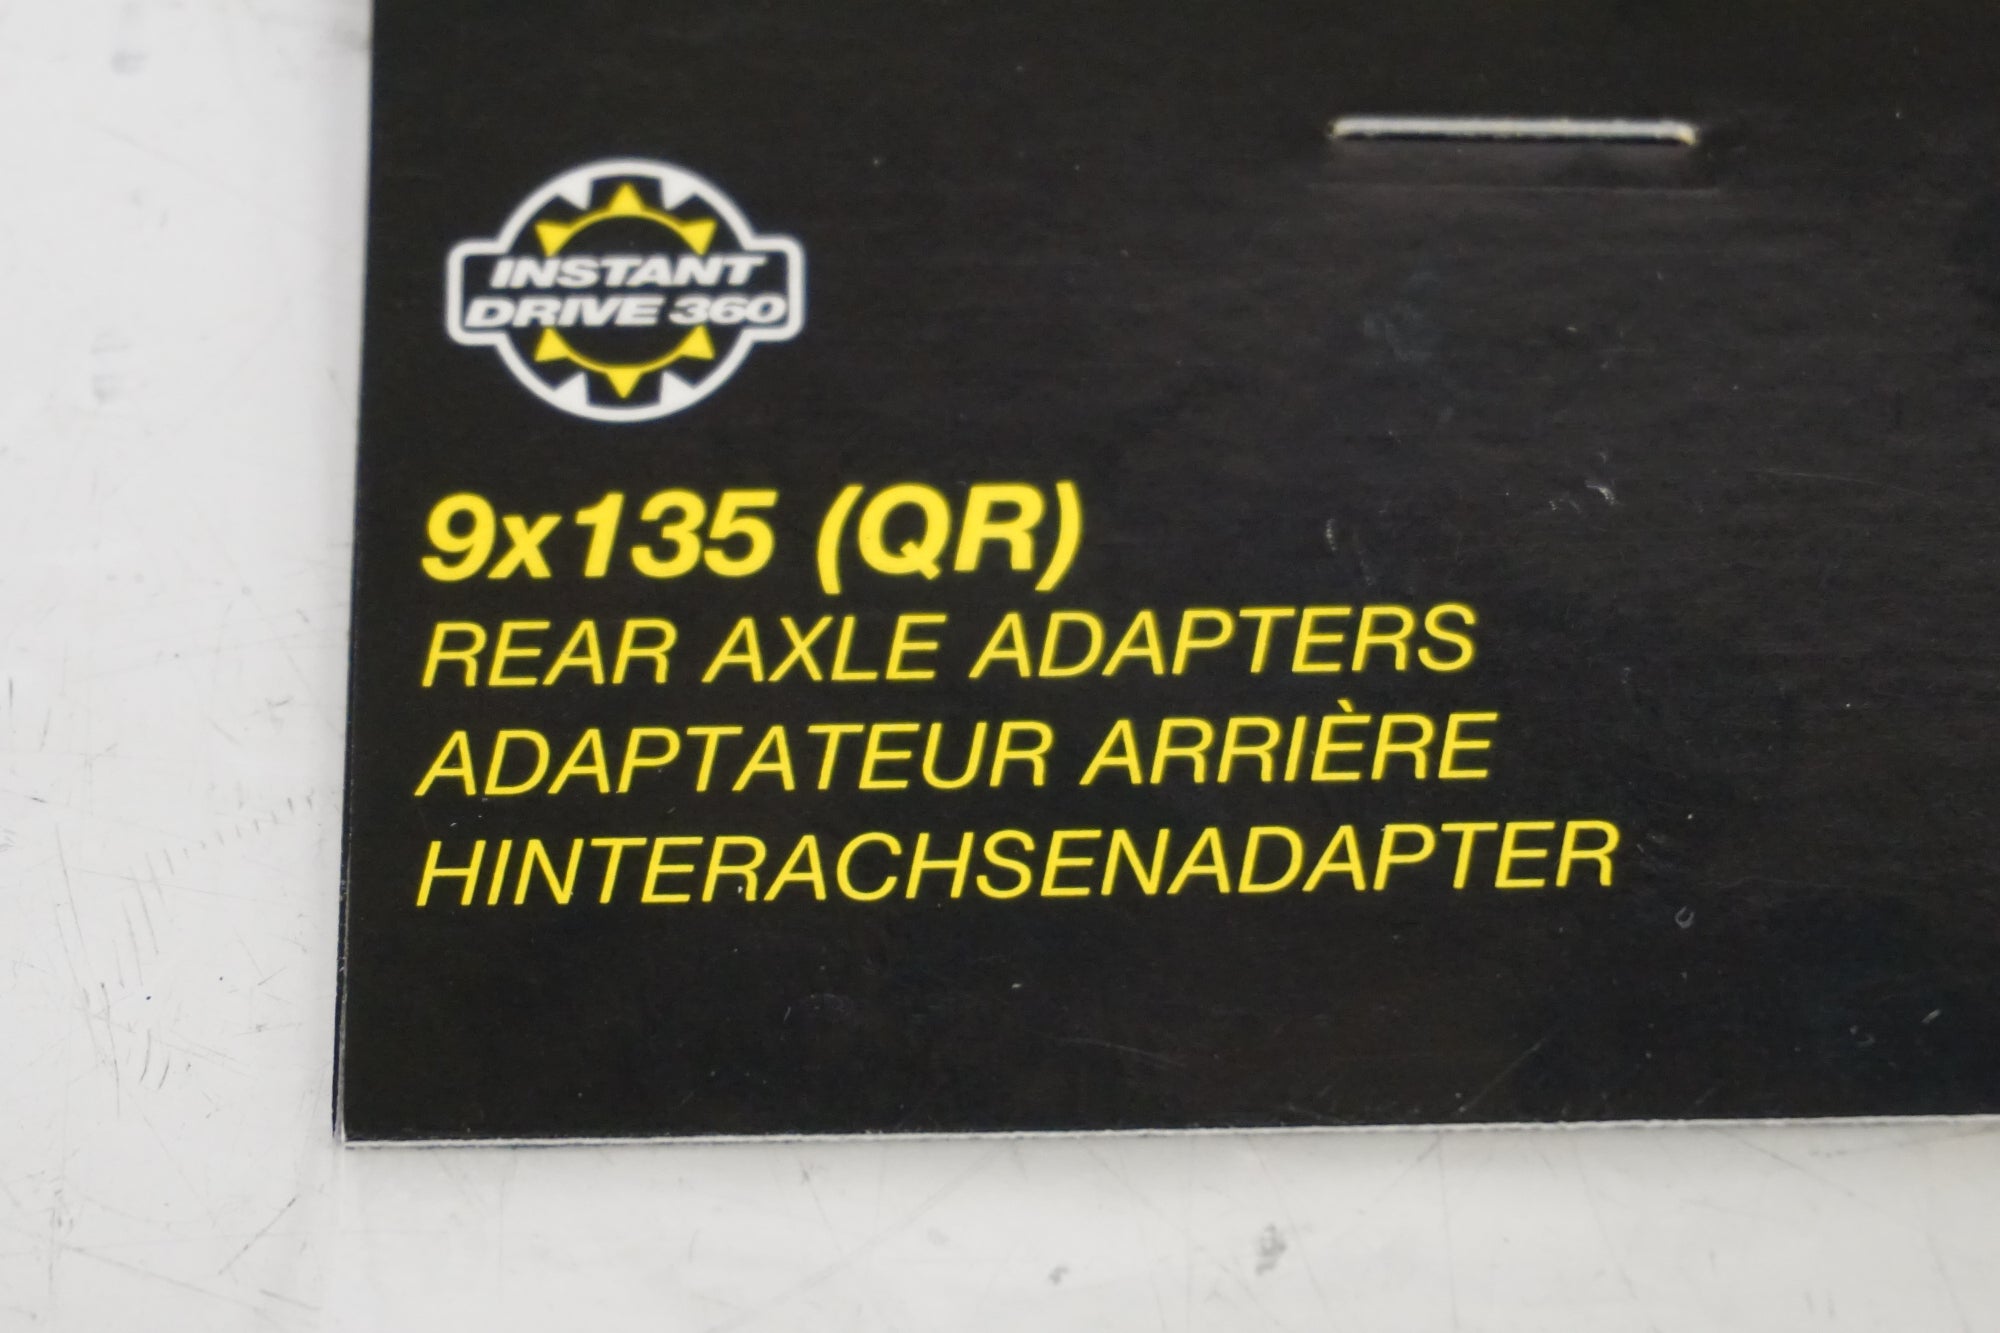 INSTANT
DRIVE 360
9x135 (QR)
REAR AXLE ADAPTERS
ADAPTATEUR ARRIÈRE
HINTERACHSENADAPTER